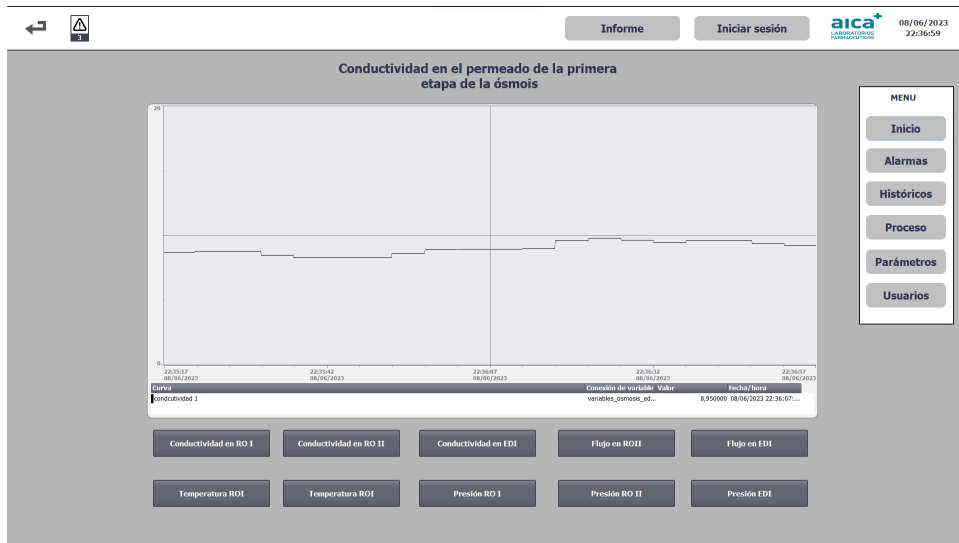 3
Informe
Iniciar sesión
aica+
LABORATORIOS
FARMACÉUTICOS
08/06/2023
22:36:59
Conductividad en el permeado de la primera
etapa de la ósmois
MENU
Inicio
Alarmas
Históricos
Proceso
Parámetros
Usuarios
20
0
22:35:17 22:35:42 22:36:07 22:36:32 22:36:57
08/06/2023 08/06/2023 08/06/2023 08/06/2023 08/06/2023
Curva Conexión de variable Valor Fecha/hora
condcutividad 1 variables_osmosis_ed... 8,950000 08/06/2023 22:36:07:...
Conductividad en RO I Conductividad en RO II Conductividad en EDI Flujo en ROII Flujo en EDI
Temperatura ROI Temperatura ROI Presión RO I Presión RO II Presión EDI